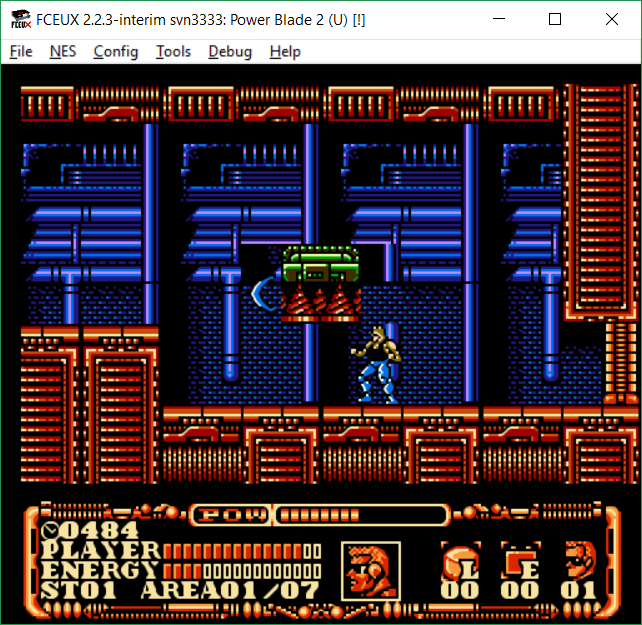 FCEUX 2.2.3-interim svn3333: Power Blade 2 (U) [!]
File NES Config Tools Debug Help
POW
0484
PLAYER
ENERGY L E
ST01 AREA01/07 00 00 01